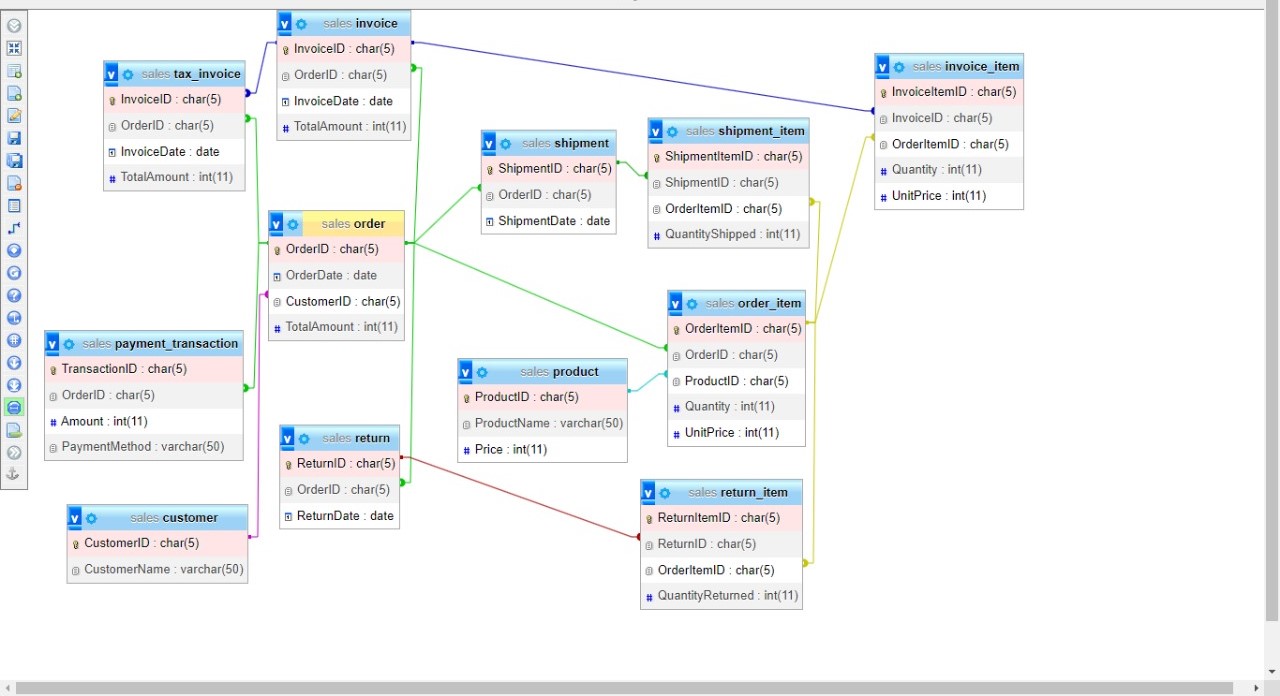 v sales invoice
InvoiceID : char(5)
OrderID : char(5)
InvoiceDate : date
# TotalAmount : int(11)
v sales tax_invoice
InvoiceID : char(5)
OrderID : char(5)
InvoiceDate : date
# TotalAmount : int(11)
v sales invoice_item
InvoiceItemID : char(5)
InvoiceID : char(5)
OrderItemID : char(5)
# Quantity : int(11)
# UnitPrice : int(11)
v sales shipment
ShipmentID : char(5)
OrderID : char(5)
ShipmentDate : date
v sales shipment_item
ShipmentItemID : char(5)
ShipmentID : char(5)
OrderItemID : char(5)
# QuantityShipped : int(11)
v sales order
OrderID : char(5)
OrderDate : date
CustomerID : char(5)
# TotalAmount : int(11)
v sales order_item
OrderItemID : char(5)
OrderID : char(5)
ProductID : char(5)
# Quantity : int(11)
# UnitPrice : int(11)
v sales payment_transaction
TransactionID : char(5)
OrderID : char(5)
# Amount : int(11)
PaymentMethod : varchar(50)
v sales product
ProductID : char(5)
ProductName : varchar(50)
# Price : int(11)
v sales return
ReturnID : char(5)
OrderID : char(5)
ReturnDate : date
v sales return_item
ReturnItemID : char(5)
ReturnID : char(5)
OrderItemID : char(5)
# QuantityReturned : int(11)
v sales customer
CustomerID : char(5)
CustomerName : varchar(50)